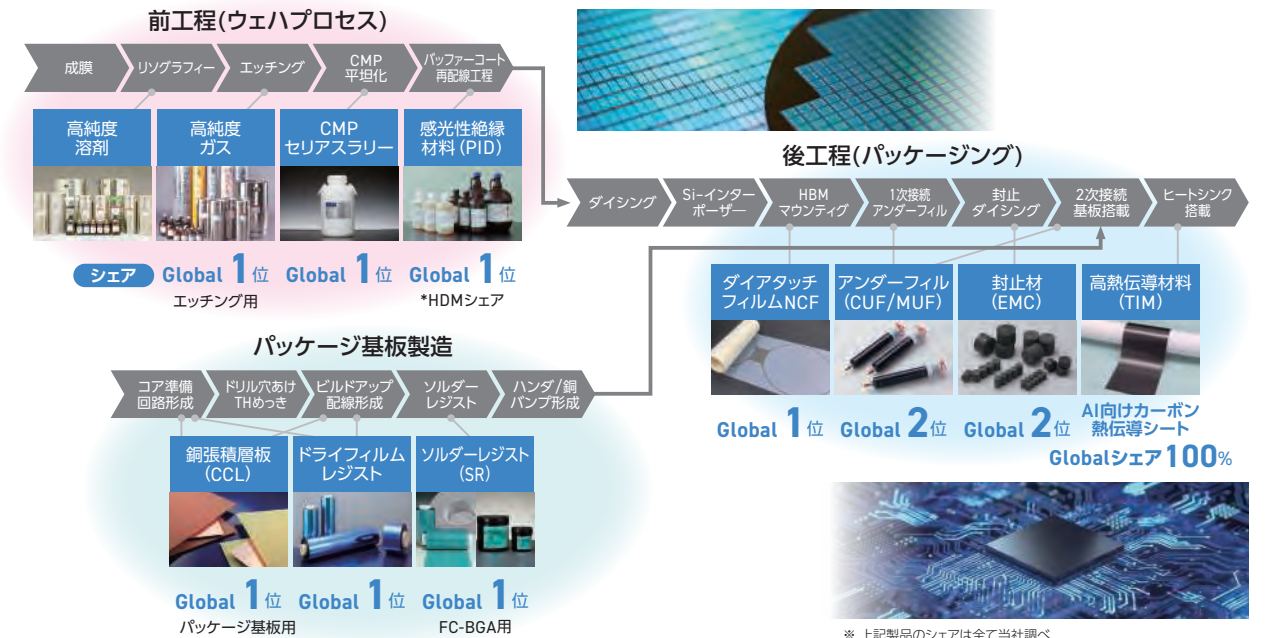 前工程(ウェハプロセス)
成膜
リソグラフィー
エッチング
CMP
平坦化
バッファーコート
再配線工程
高純度
溶剤
高純度
ガス
CMP
セリアスラリー
感光性絶縁
材料(PID)
シェア
Global 1位
エッチング用
Global 1位
Global 1位
*HDMシェア
後工程(パッケージング)
ダイシング
Si-インター
ポーザー
HBM
マウンティグ
1次接続
アンダーフィル
封止
ダイシング
2次接続
基板搭載
ヒートシンク
搭載
ダイアタッチ
フィルムNCF
アンダーフィル
(CUF/MUF)
封止材
(EMC)
高熱伝導材料
(TIM)
Global 1位
Global 2位
Global 2位
AI向けカーボン
熱伝導シート
Globalシェア100%
パッケージ基板製造
コア準備
回路形成
ドリル穴あけ
THめっき
ビルドアップ
配線形成
ソルダー
レジスト
ハンダ/銅
バンプ形成
銅張積層板
(CCL)
ドライフィルム
レジスト
ソルダーレジスト
(SR)
Global 1位
パッケージ基板用
Global 1位
Global 1位
FC-BGA用
※ 上記製品のシェアは全て当社調べ